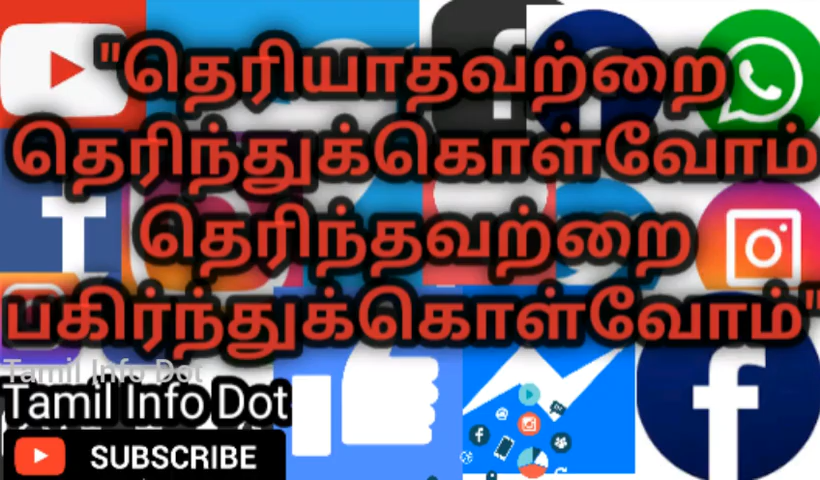 "தெரியாதவற்றை
தெரிந்துக்கொள்வோம்
தெரிந்தவற்றை
பகிர்ந்துக்கொள்வோம்"
Tamil Info Dot
Tamil Info Dot
SUBSCRIBE